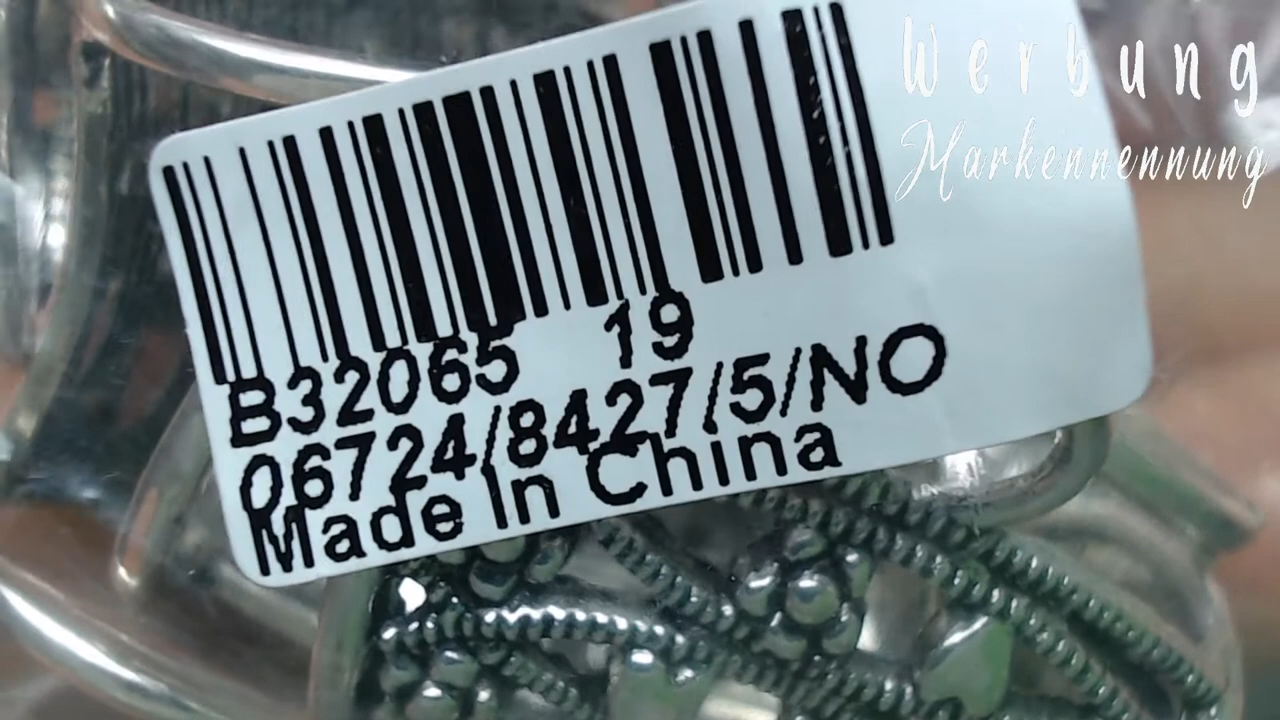 Werbung
Markennennung
B32065 19
06724/8427/5/NO
Made In China